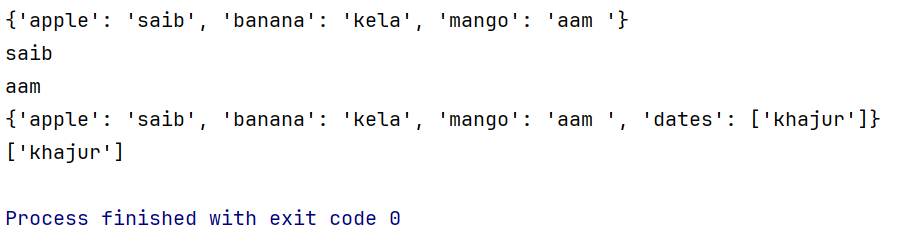 {'apple': 'saib', 'banana': 'kela', 'mango': 'aam '}
saib
aam
{'apple': 'saib', 'banana': 'kela', 'mango': 'aam ', 'dates': ['khajur']}
['khajur']
Process finished with exit code 0